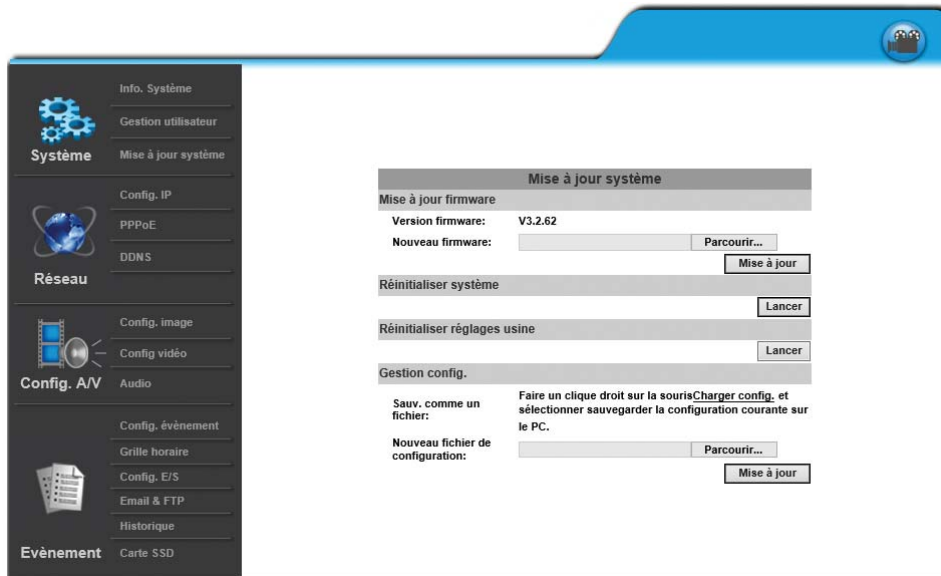 Info. Système
Gestion utilisateur
Système
Mise à jour système
Config. IP
PPPoE
DDNS
Réseau
Config. image
Config vidéo
Config. A/V
Audio
Config. évènement
Grille horaire
Config. E/S
Email & FTP
Historique
Evènement
Carte SSD
Mise à jour système
Mise à jour firmware
Version firmware: V3.2.62
Nouveau firmware: Parcourir...
Mise à jour
Réinitialiser système
Lancer
Réinitialiser règlages usine
Lancer
Gestion config.
Sauv. comme un
fichier:
Faire un clique droit sur la sourisCharger config. et
sélectionner sauvegarder la configuration courante sur
le PC.
Nouveau fichier de
configuration:
Parcourir...
Mise à jour